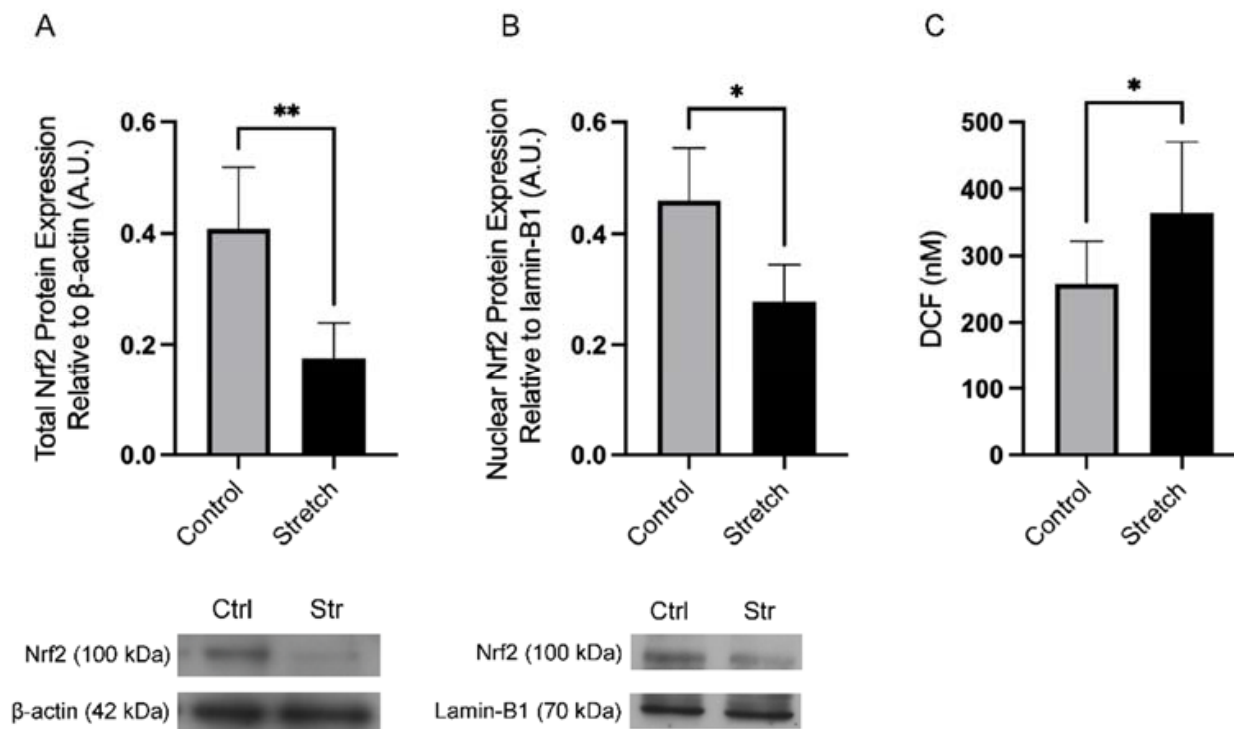 A
Total Nrf2 Protein Expression
Relative to β-actin (A.U.)
0.6
0.4
0.2
0.0
**
Control
Stretch
Ctrl
Str
Nrf2 (100 kDa)
β-actin (42 kDa)
B
Nuclear Nrf2 Protein Expression
Relative to lamin-B1 (A.U.)
0.6
0.4
0.2
0.0
*
Control
Stretch
Ctrl
Str
Nrf2 (100 kDa)
Lamin-B1 (70 kDa)
C
DCF (nM)
500
400
300
200
100
0
*
Control
Stretch